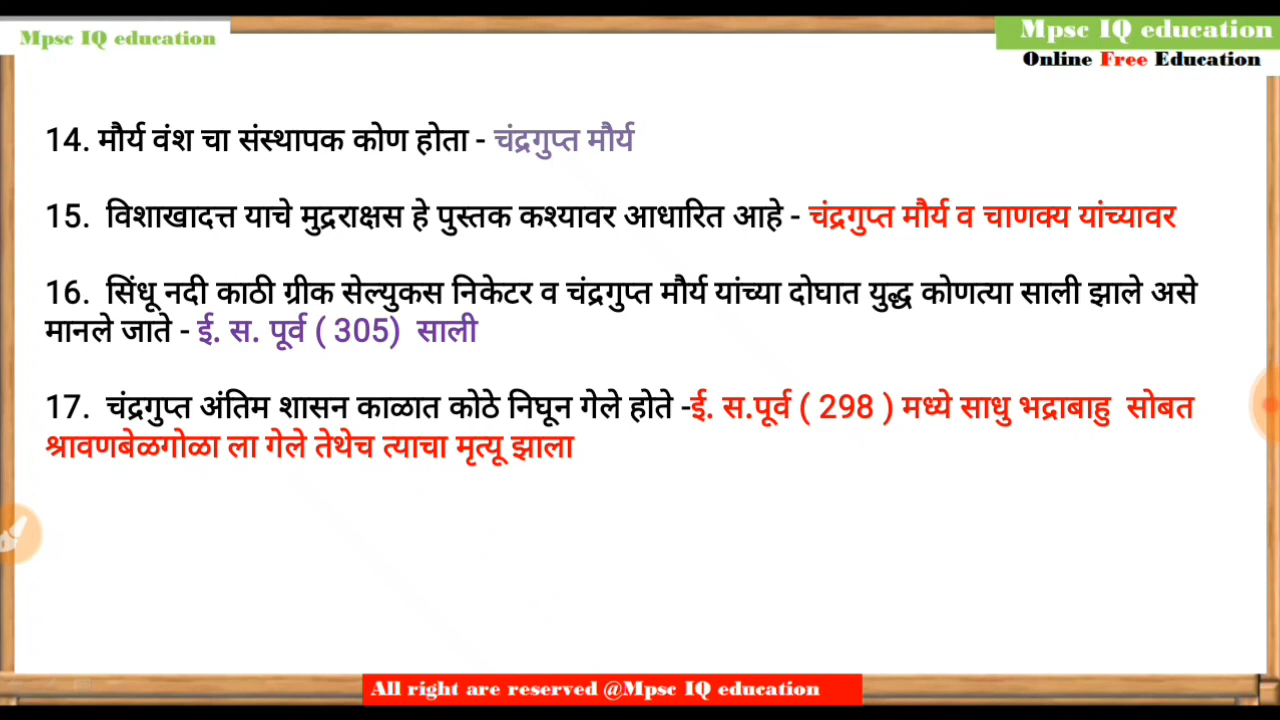 Mpsc IQ education
Mpsc IQ education
Online Free Education
14. मौर्य वंश चा संस्थापक कोण होता - चंद्रगुप्त मौर्य
15. विशाखादत्त याचे मुद्रराक्षस हे पुस्तक कश्यावर आधारित आहे - चंद्रगुप्त मौर्य व चाणक्य यांच्यावर
16. सिंधू नदी काठी ग्रीक सेल्युकस निकेटर व चंद्रगुप्त मौर्य यांच्या दोघात युद्ध कोणत्या साली झाले असे
मानले जाते - ई. स. पूर्व ( 305) साली
17. चंद्रगुप्त अंतिम शासन काळात कोठे निघून गेले होते -ई. स.पूर्व ( 298 ) मध्ये साधु भद्राबाहु सोबत
श्रावणबेळगोळा ला गेले तेथेच त्याचा मृत्यू झाला
All right are reserved @Mpsc IQ education